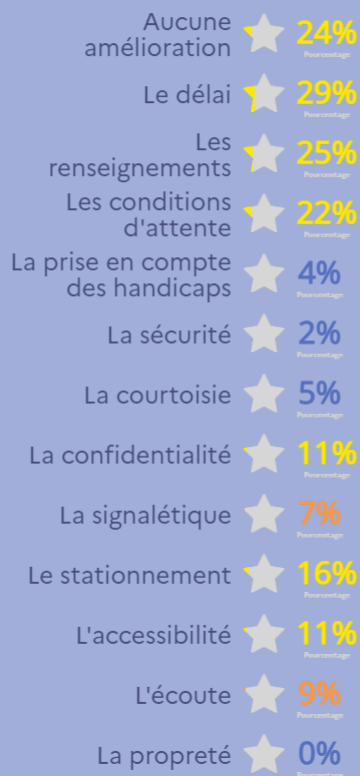 Aucune
amélioration
24%
Pourcentage
Le délai
29%
Pourcentage
Les
renseignements
25%
Pourcentage
Les conditions
d'attente
22%
Pourcentage
La prise en compte
des handicaps
4%
Pourcentage
La sécurité
2%
Pourcentage
La courtoisie
5%
Pourcentage
La confidentialité
11%
Pourcentage
La signalétique
7%
Pourcentage
Le stationnement
16%
Pourcentage
L'accessibilité
11%
Pourcentage
L'écoute
9%
Pourcentage
La propreté
0%
Pourcentage